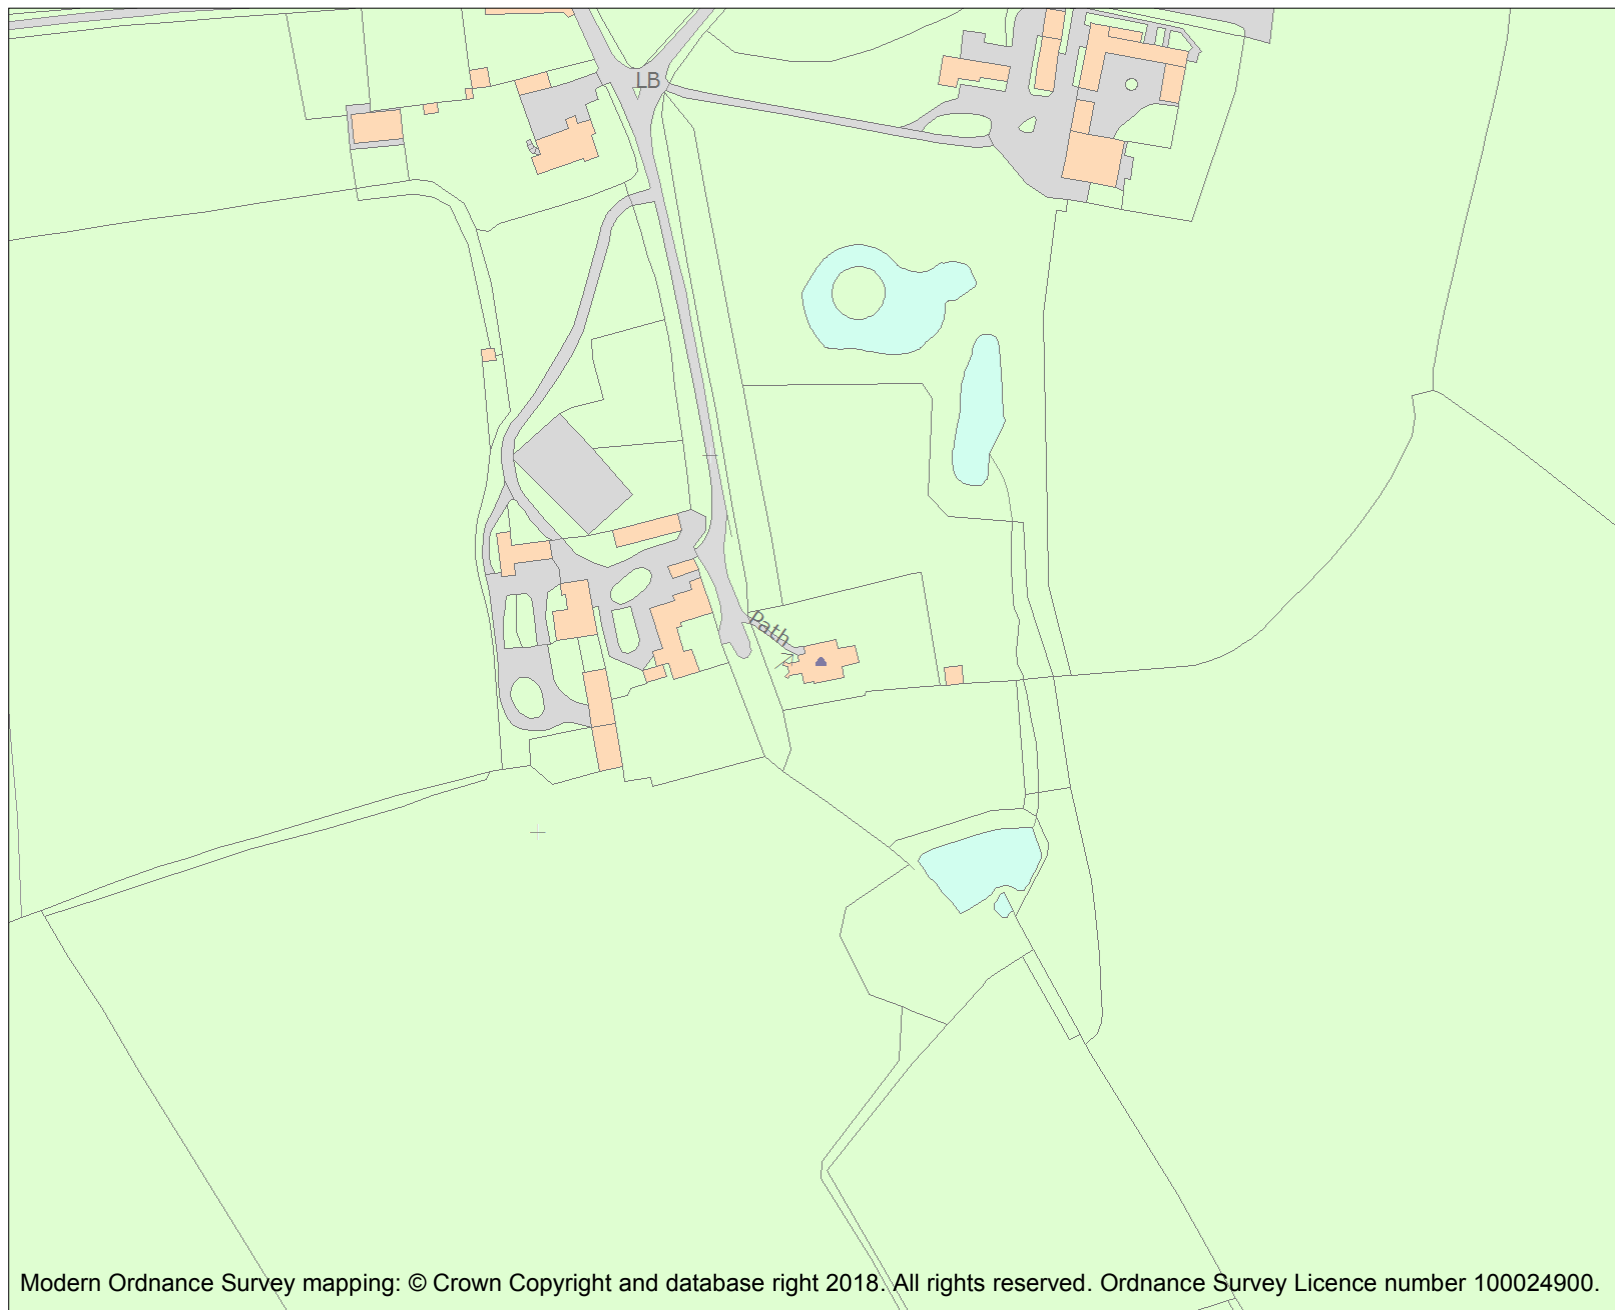 LB
Path
Modern Ordnance Survey mapping: © Crown Copyright and database right 2018. All rights reserved. Ordnance Survey Licence number 100024900.